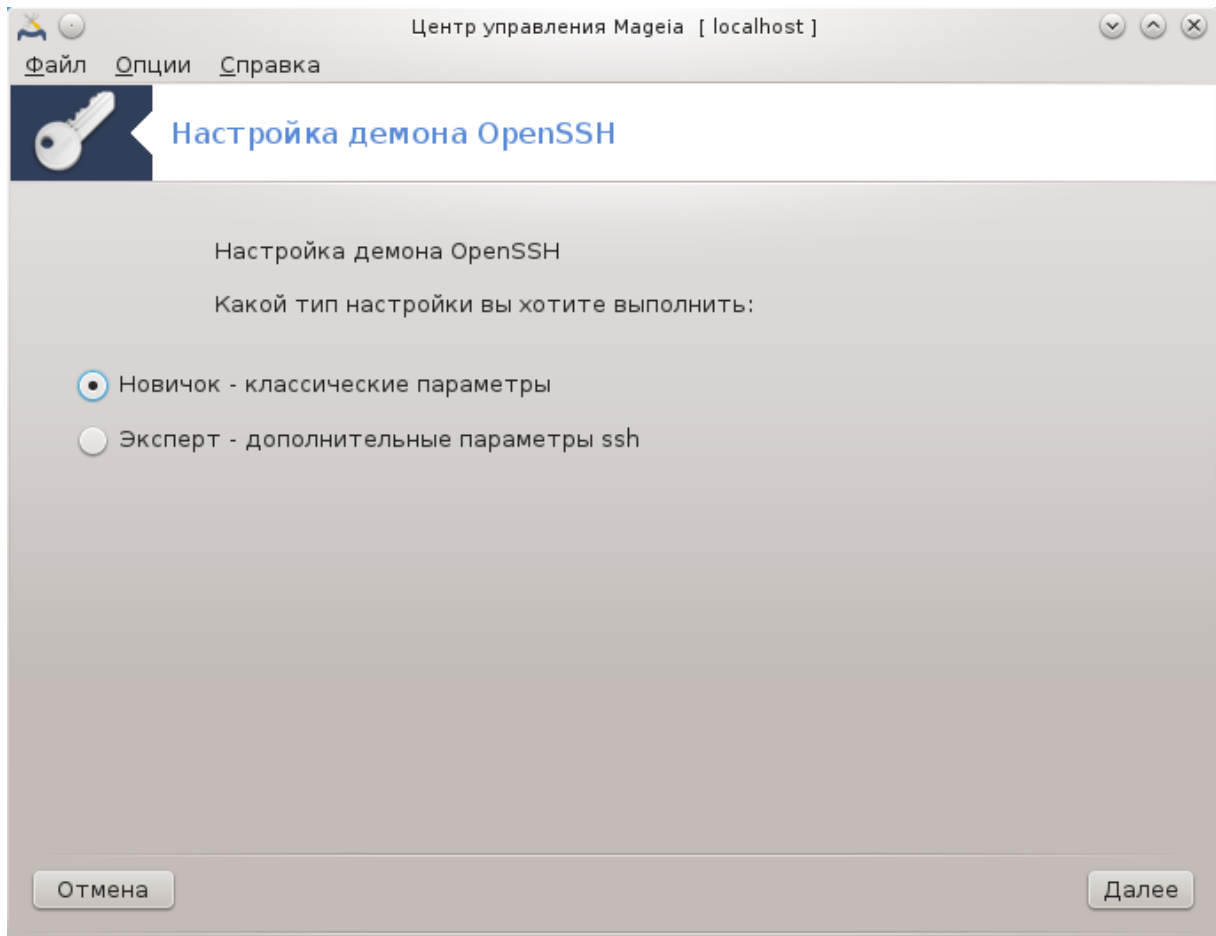 Центр управления Mageia [ localhost ]
Файл Опции Справка
Настройка демона OpenSSH
Настройка демона OpenSSH
Какой тип настройки вы хотите выполнить:
Новичок - классические параметры
Эксперт - дополнительные параметры ssh
Отмена Далее